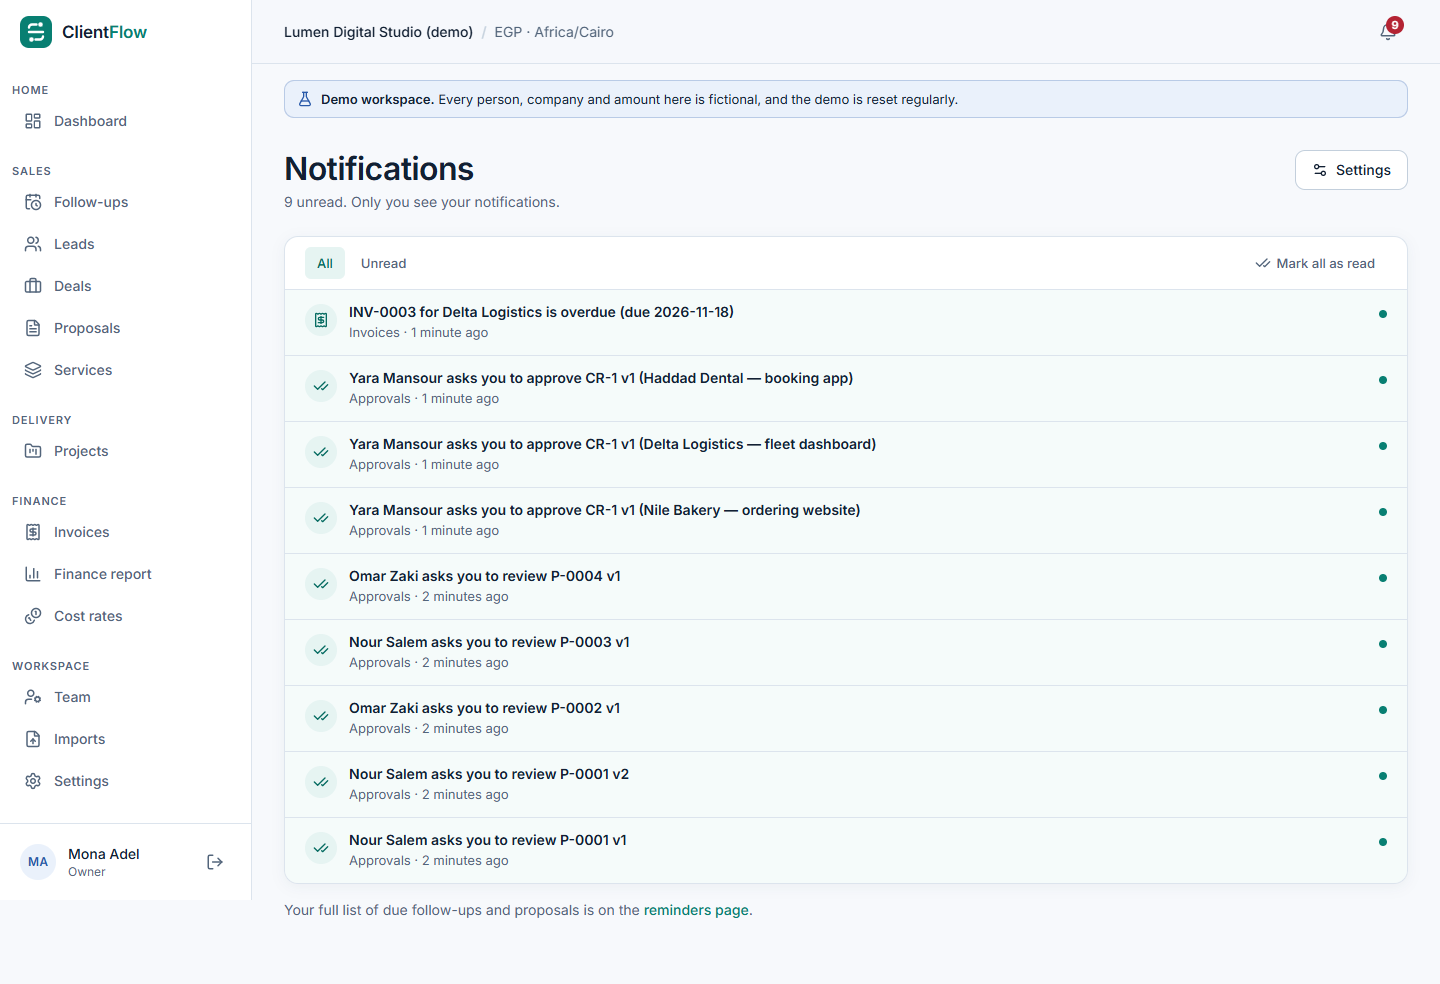 ClientFlow
HOME
Dashboard
SALES
Follow-ups
Leads
Deals
Proposals
Services
DELIVERY
Projects
FINANCE
Invoices
Finance report
Cost rates
WORKSPACE
Team
Imports
Settings
MA
Mona Adel
Owner
Lumen Digital Studio (demo) / EGP · Africa/Cairo
9
Demo workspace. Every person, company and amount here is fictional, and the demo is reset regularly.
Notifications
Settings
9 unread. Only you see your notifications.
All Unread Mark all as read
INV-0003 for Delta Logistics is overdue (due 2026-11-18)
Invoices · 1 minute ago
Yara Mansour asks you to approve CR-1 v1 (Haddad Dental — booking app)
Approvals · 1 minute ago
Yara Mansour asks you to approve CR-1 v1 (Delta Logistics — fleet dashboard)
Approvals · 1 minute ago
Yara Mansour asks you to approve CR-1 v1 (Nile Bakery — ordering website)
Approvals · 1 minute ago
Omar Zaki asks you to review P-0004 v1
Approvals · 2 minutes ago
Nour Salem asks you to review P-0003 v1
Approvals · 2 minutes ago
Omar Zaki asks you to review P-0002 v1
Approvals · 2 minutes ago
Nour Salem asks you to review P-0001 v2
Approvals · 2 minutes ago
Nour Salem asks you to review P-0001 v1
Approvals · 2 minutes ago
Your full list of due follow-ups and proposals is on the reminders page.